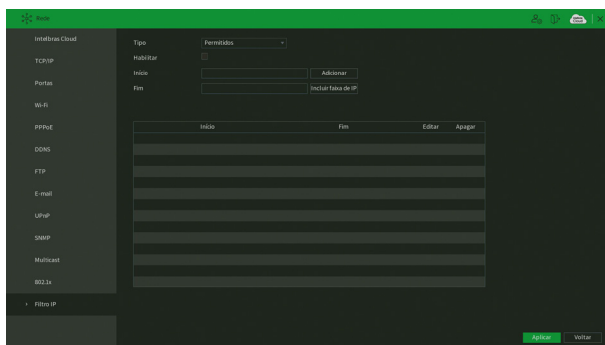 Rede
Intelbras Cloud
TCP/IP
Portas
Wi-Fi
PPPoE
DDNS
FTP
E-mail
UPnP
SNMP
Multicast
802.1x
Filtro IP
Tipo Permitidos
Habilitar
Início Adicionar
Fim Incluir faixa de IP
Início Fim Editar Apagar
Aplicar Voltar